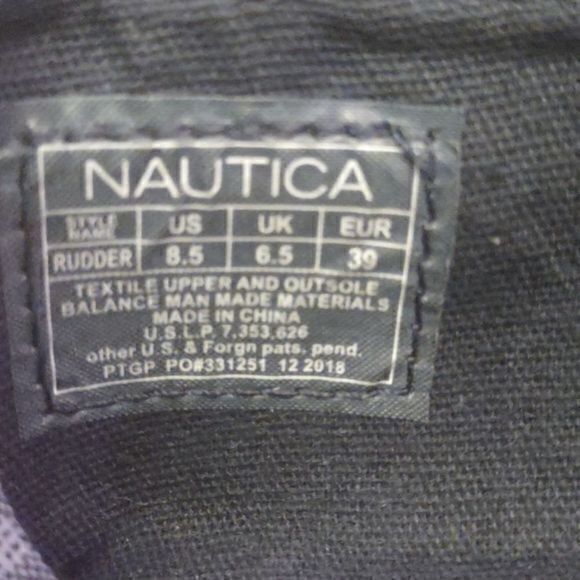 NAUTICA
STYLE NAME US UK EUR
RUDDER 8.5 6.5 39
TEXTILE UPPER AND OUTSOLE
BALANCE MAN MADE MATERIALS
MADE IN CHINA
U.S.L.P. 7,353,626
other U.S. & Forgn pats. pend.
PTGP PO#331251 12 2018